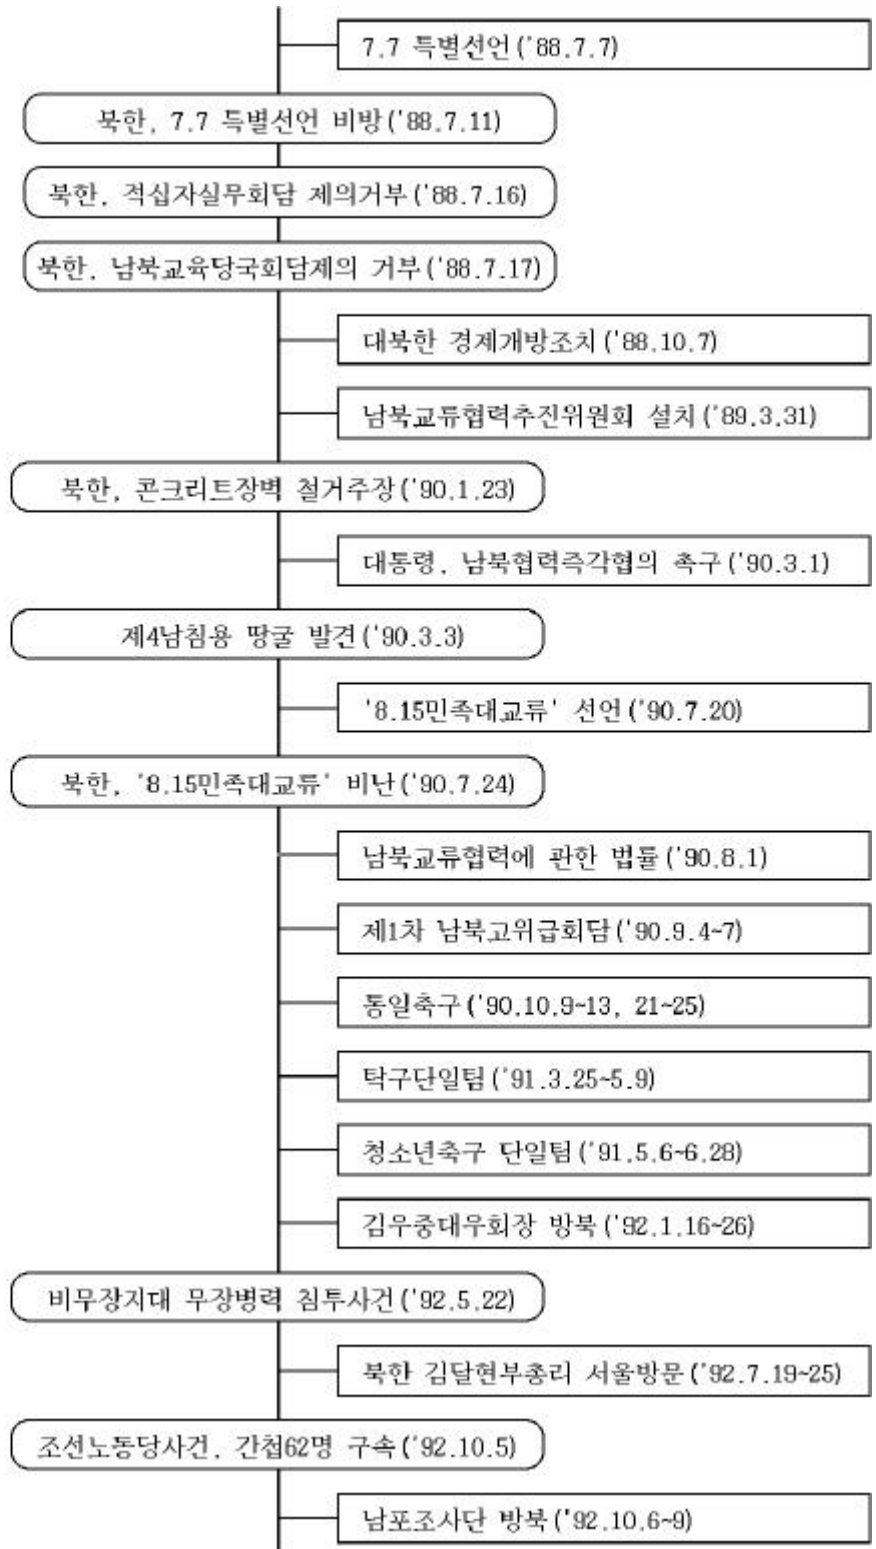 7.7 특별선언('88.7.7)
북한, 7.7 특별선언 비방('88.7.11)
북한, 적십자실무회담 제의거부('88.7.16)
북한, 남북교육당국회담제의 거부('88.7.17)
대북한 경제개방조치('88.10.7)
남북교류협력추진위원회 설치('89.3.31)
북한, 콘크리트장벽 철거주장('90.1.23)
대통령, 남북협력즉각협의 촉구('90.3.1)
제4남침용 땅굴 발견('90.3.3)
'8.15민족대교류' 선언('90.7.20)
북한, '8.15민족대교류' 비난('90.7.24)
남북교류협력에 관한 법률('90.8.1)
제1차 남북고위급회담('90.9.4~7)
통일축구('90.10.9~13, 21~25)
탁구단일팀('91.3.25~5.9)
청소년축구 단일팀('91.5.6~6.28)
김우중대우회장 방북('92.1.16~26)
비무장지대 무장병력 침투사건('92.5.22)
북한 김달현부총리 서울방문('92.7.19~25)
조선노동당사건, 간첩62명 구속('92.10.5)
남포조사단 방북('92.10.6~9)